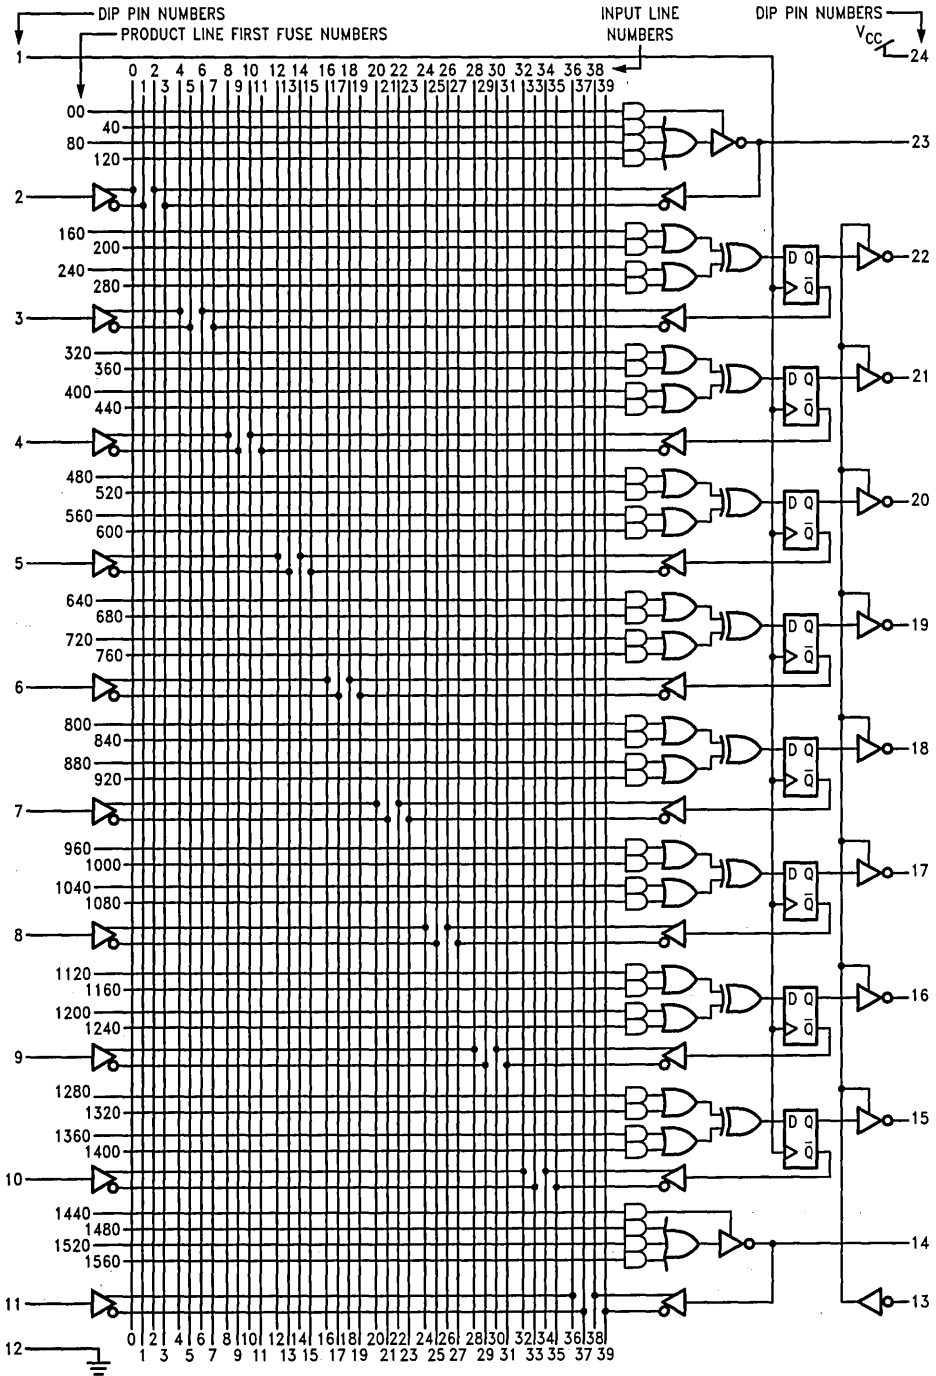 DIP PIN NUMBERS
INPUT LINE NUMBERS
DIP PIN NUMBERS
PRODUCT LINE FIRST FUSE NUMBERS
VCC
1
24
0 2 4 6 8 10 12 14 16 18 20 22 24 26 28 30 32 34 36 38
1 3 5 7 9 11 13 15 17 19 21 23 25 27 29 31 33 35 37 39
00
40
80
23
120
2
160
200
22
240
280
D Q
Q̅
3
320
360
21
400
440
D Q
Q̅
4
480
520
20
560
600
D Q
Q̅
5
640
680
19
720
760
D Q
Q̅
6
800
840
18
880
920
D Q
Q̅
7
960
1000
17
1040
1080
D Q
Q̅
8
1120
1160
16
1200
1240
D Q
Q̅
9
1280
1320
15
1360
1400
D Q
Q̅
10
1440
1480
1520
14
1560
11
13
0 2 4 6 8 10 12 14 16 18 20 22 24 26 28 30 32 34 36 38
1 3 5 7 9 11 13 15 17 19 21 23 25 27 29 31 33 35 37 39
12